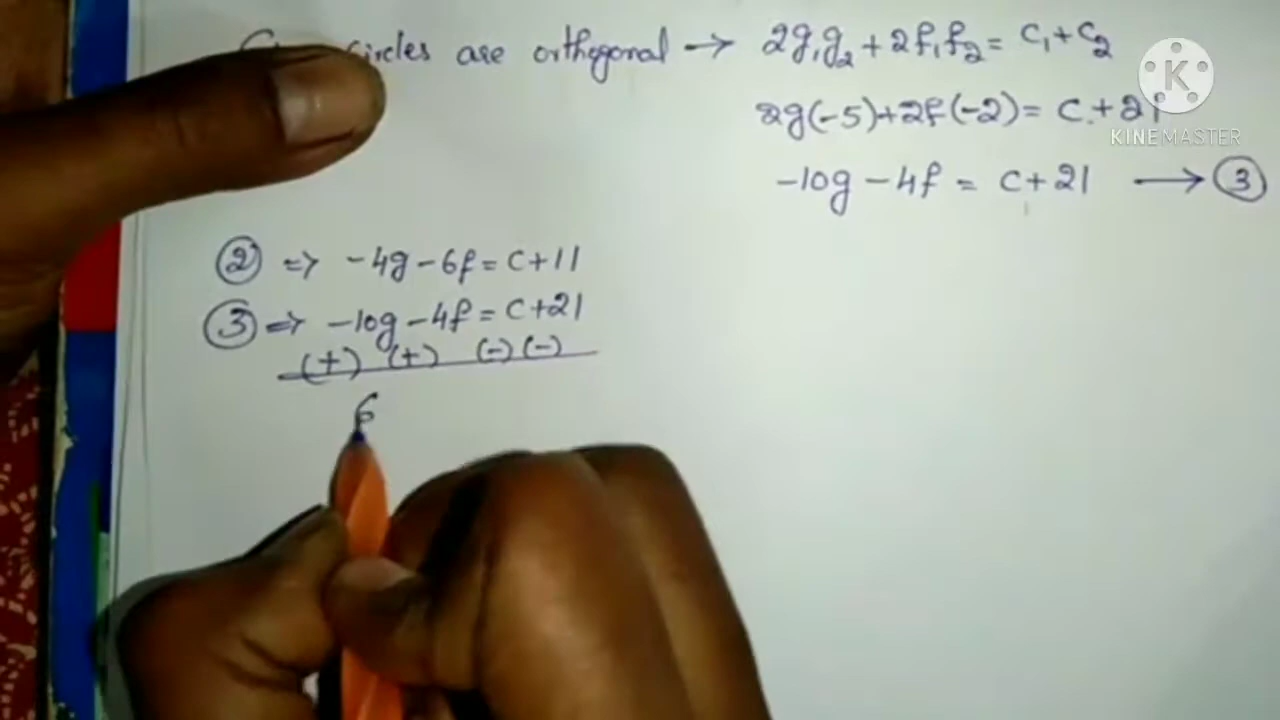 circles are orthogonal → 2g₁g₂ + 2f₁f₂ = c₁ + c₂
2g(-5) + 2f(-2) = c + 21
K
KINEMASTER
-10g - 4f = c + 21 → ③
② => -4g - 6f = c + 11
③ => -10g - 4f = c + 21
(+) (+) (-) (-)
6